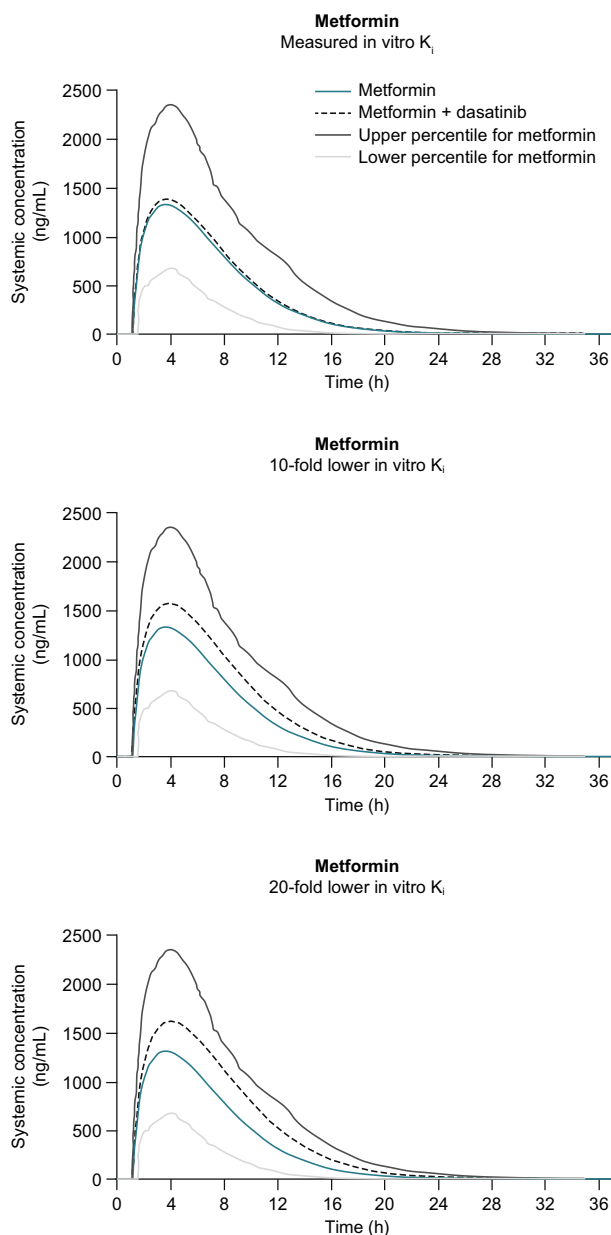 Metformin
Measured in vitro Ki
Metformin
Metformin + dasatinib
Upper percentile for metformin
Lower percentile for metformin
Systemic concentration
(ng/mL)
2500
2000
1500
1000
500
0
0 4 8 12 16 20 24 28 32 36
Time (h)
Metformin
10-fold lower in vitro Ki
Systemic concentration
(ng/mL)
2500
2000
1500
1000
500
0
0 4 8 12 16 20 24 28 32 36
Time (h)
Metformin
20-fold lower in vitro Ki
Systemic concentration
(ng/mL)
2500
2000
1500
1000
500
0
0 4 8 12 16 20 24 28 32 36
Time (h)